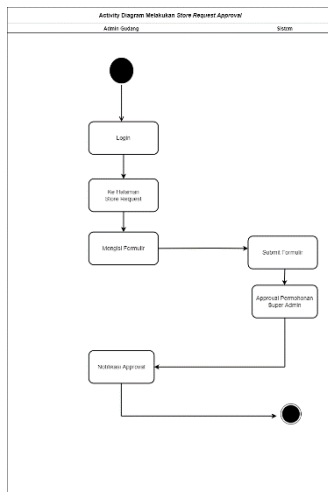 Activity Diagram Melakukan Store Request Approval
Admin Gudang
Sistem
Login
Ke Halaman
Store Request
Mengisi Formulir
Submit Formulir
Approval Permohonan
Super Admin
Notifikasi Approval